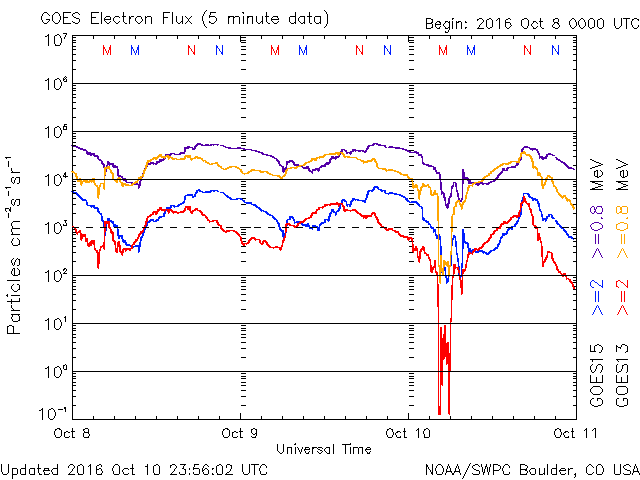 GOES Electron Flux (5 minute data)
Begin: 2016 Oct 8 0000 UTC
10⁷
M M N N M M N N M M N N
10⁶
10⁵
10⁴
10³
10²
10¹
10⁰
10⁻¹
Particles cm⁻²s⁻¹sr⁻¹
Oct 8 Oct 9 Oct 10 Oct 11
Universal Time
GOES15 >=2 >=0.8 MeV
GOES13 >=2 >=0.8 MeV
Updated 2016 Oct 10 23:56:02 UTC
NOAA/SWPC Boulder, CO USA